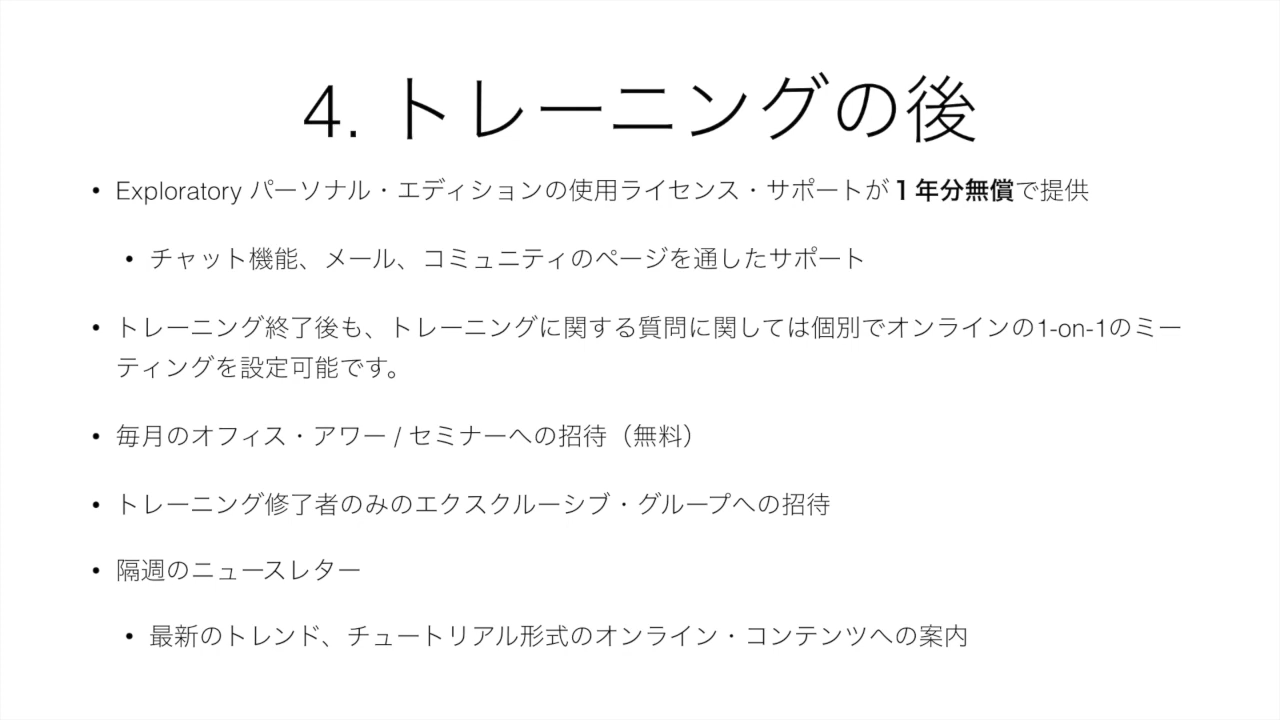 4. トレーニングの後
• Exploratory パーソナル・エディションの使用ライセンス・サポートが 1 年分無償で提供
• チャット機能、メール、コミュニティのページを通したサポート
• トレーニング終了後も、トレーニングに関する質問に関しては個別でオンラインの1-on-1のミー
ティングを設定可能です。
• 毎月のオフィス・アワー / セミナーへの招待（無料）
• トレーニング修了者のみのエクスクルーシブ・グループへの招待
• 隔週のニュースレター
• 最新のトレンド、チュートリアル形式のオンライン・コンテンツへの案内